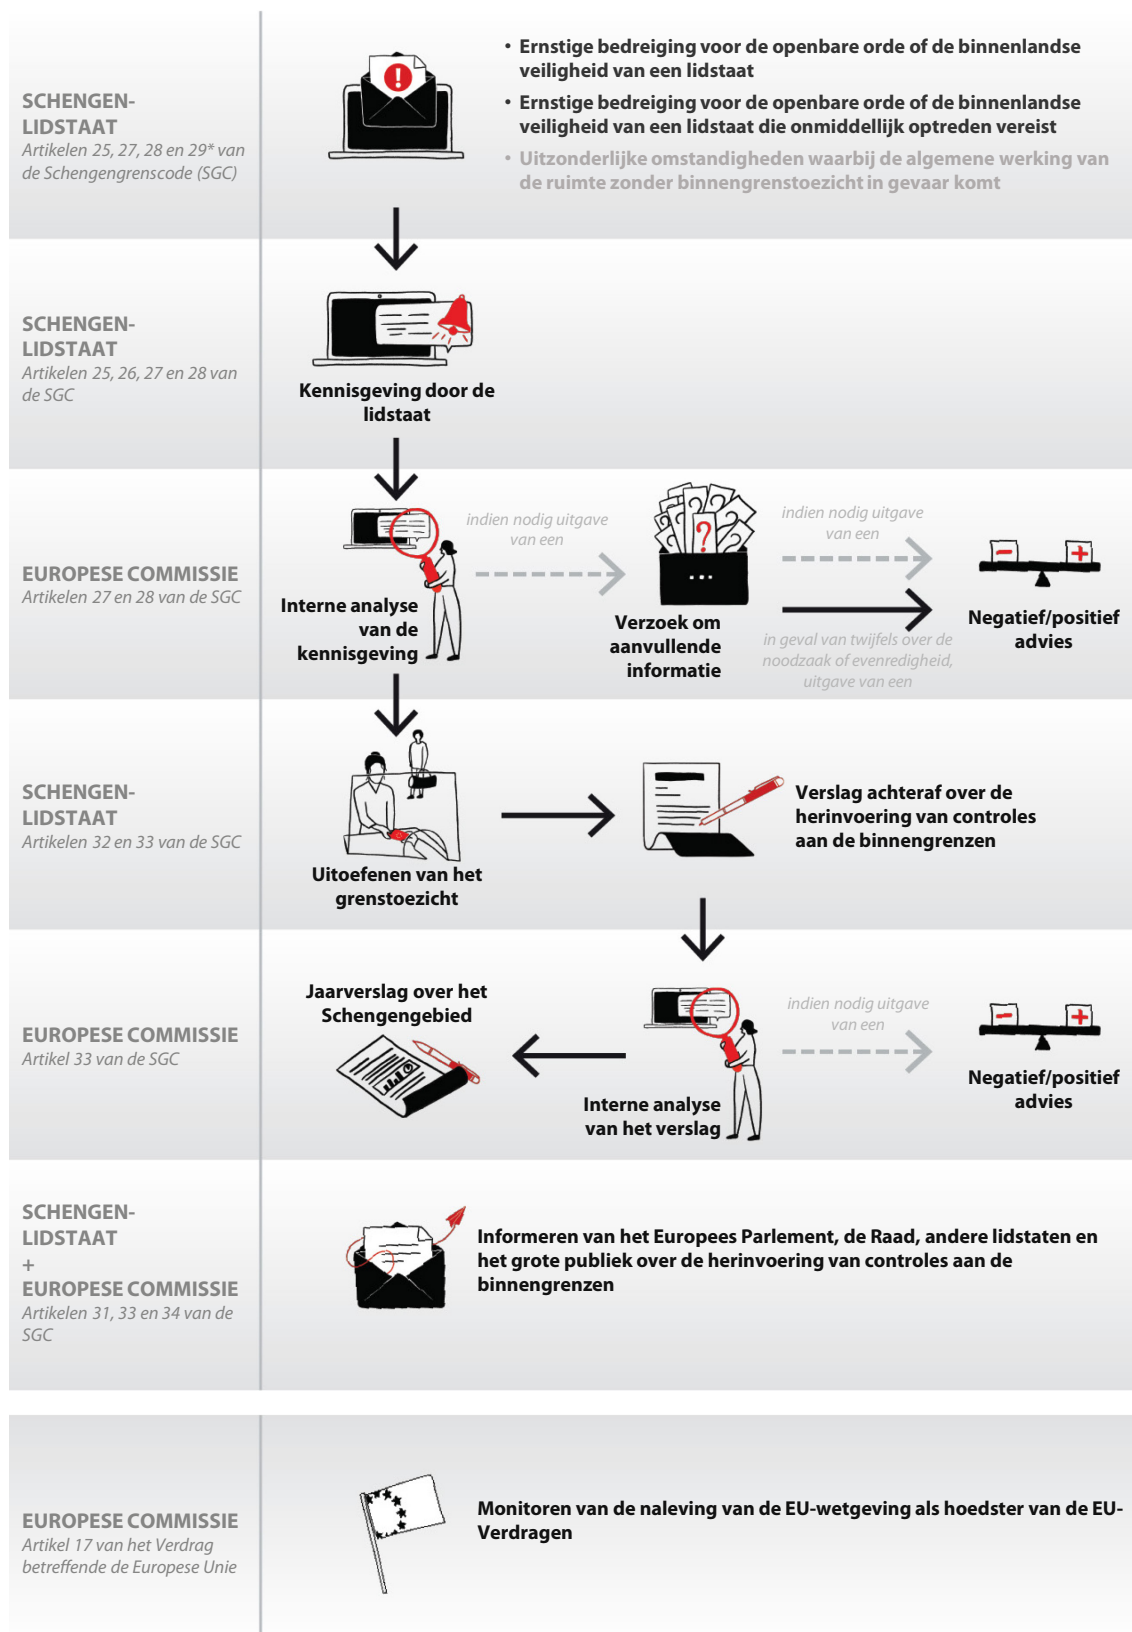 SCHENGEN-
LIDSTAAT
Artikelen 25, 27, 28 en 29* van
de Schengengrenscode (SGC)
• Ernstige bedreiging voor de openbare orde of de binnenlandse
veiligheid van een lidstaat
• Ernstige bedreiging voor de openbare orde of de binnenlandse
veiligheid van een lidstaat die onmiddellijk optreden vereist
• Uitzonderlijke omstandigheden waarbij de algemene werking van
de ruimte zonder binnengrenstoezicht in gevaar komt
SCHENGEN-
LIDSTAAT
Artikelen 25, 26, 27 en 28 van
de SGC
Kennisgeving door de
lidstaat
EUROPESE COMMISSIE
Artikelen 27 en 28 van de SGC
Interne analyse
van de
kennisgeving
indien nodig uitgave
van een
Verzoek om
aanvullende
informatie
indien nodig uitgave
van een
in geval van twijfels over de
noodzaak of evenredigheid,
uitgave van een
Negatief/positief
advies
SCHENGEN-
LIDSTAAT
Artikelen 32 en 33 van de SGC
Uitoefenen van het
grenstoezicht
Verslag achteraf over de
herinvoering van controles
aan de binnengrenzen
EUROPESE COMMISSIE
Artikel 33 van de SGC
Jaarverslag over het
Schengengebied
Interne analyse
van het verslag
indien nodig uitgave
van een
Negatief/positief
advies
SCHENGEN-
LIDSTAAT
+
EUROPESE COMMISSIE
Artikelen 31, 33 en 34 van de
SGC
Informeren van het Europees Parlement, de Raad, andere lidstaten en
het grote publiek over de herinvoering van controles aan de
binnengrenzen
EUROPESE COMMISSIE
Artikel 17 van het Verdrag
betreffende de Europese Unie
Monitoren van de naleving van de EU-wetgeving als hoedster van de EU-
Verdragen